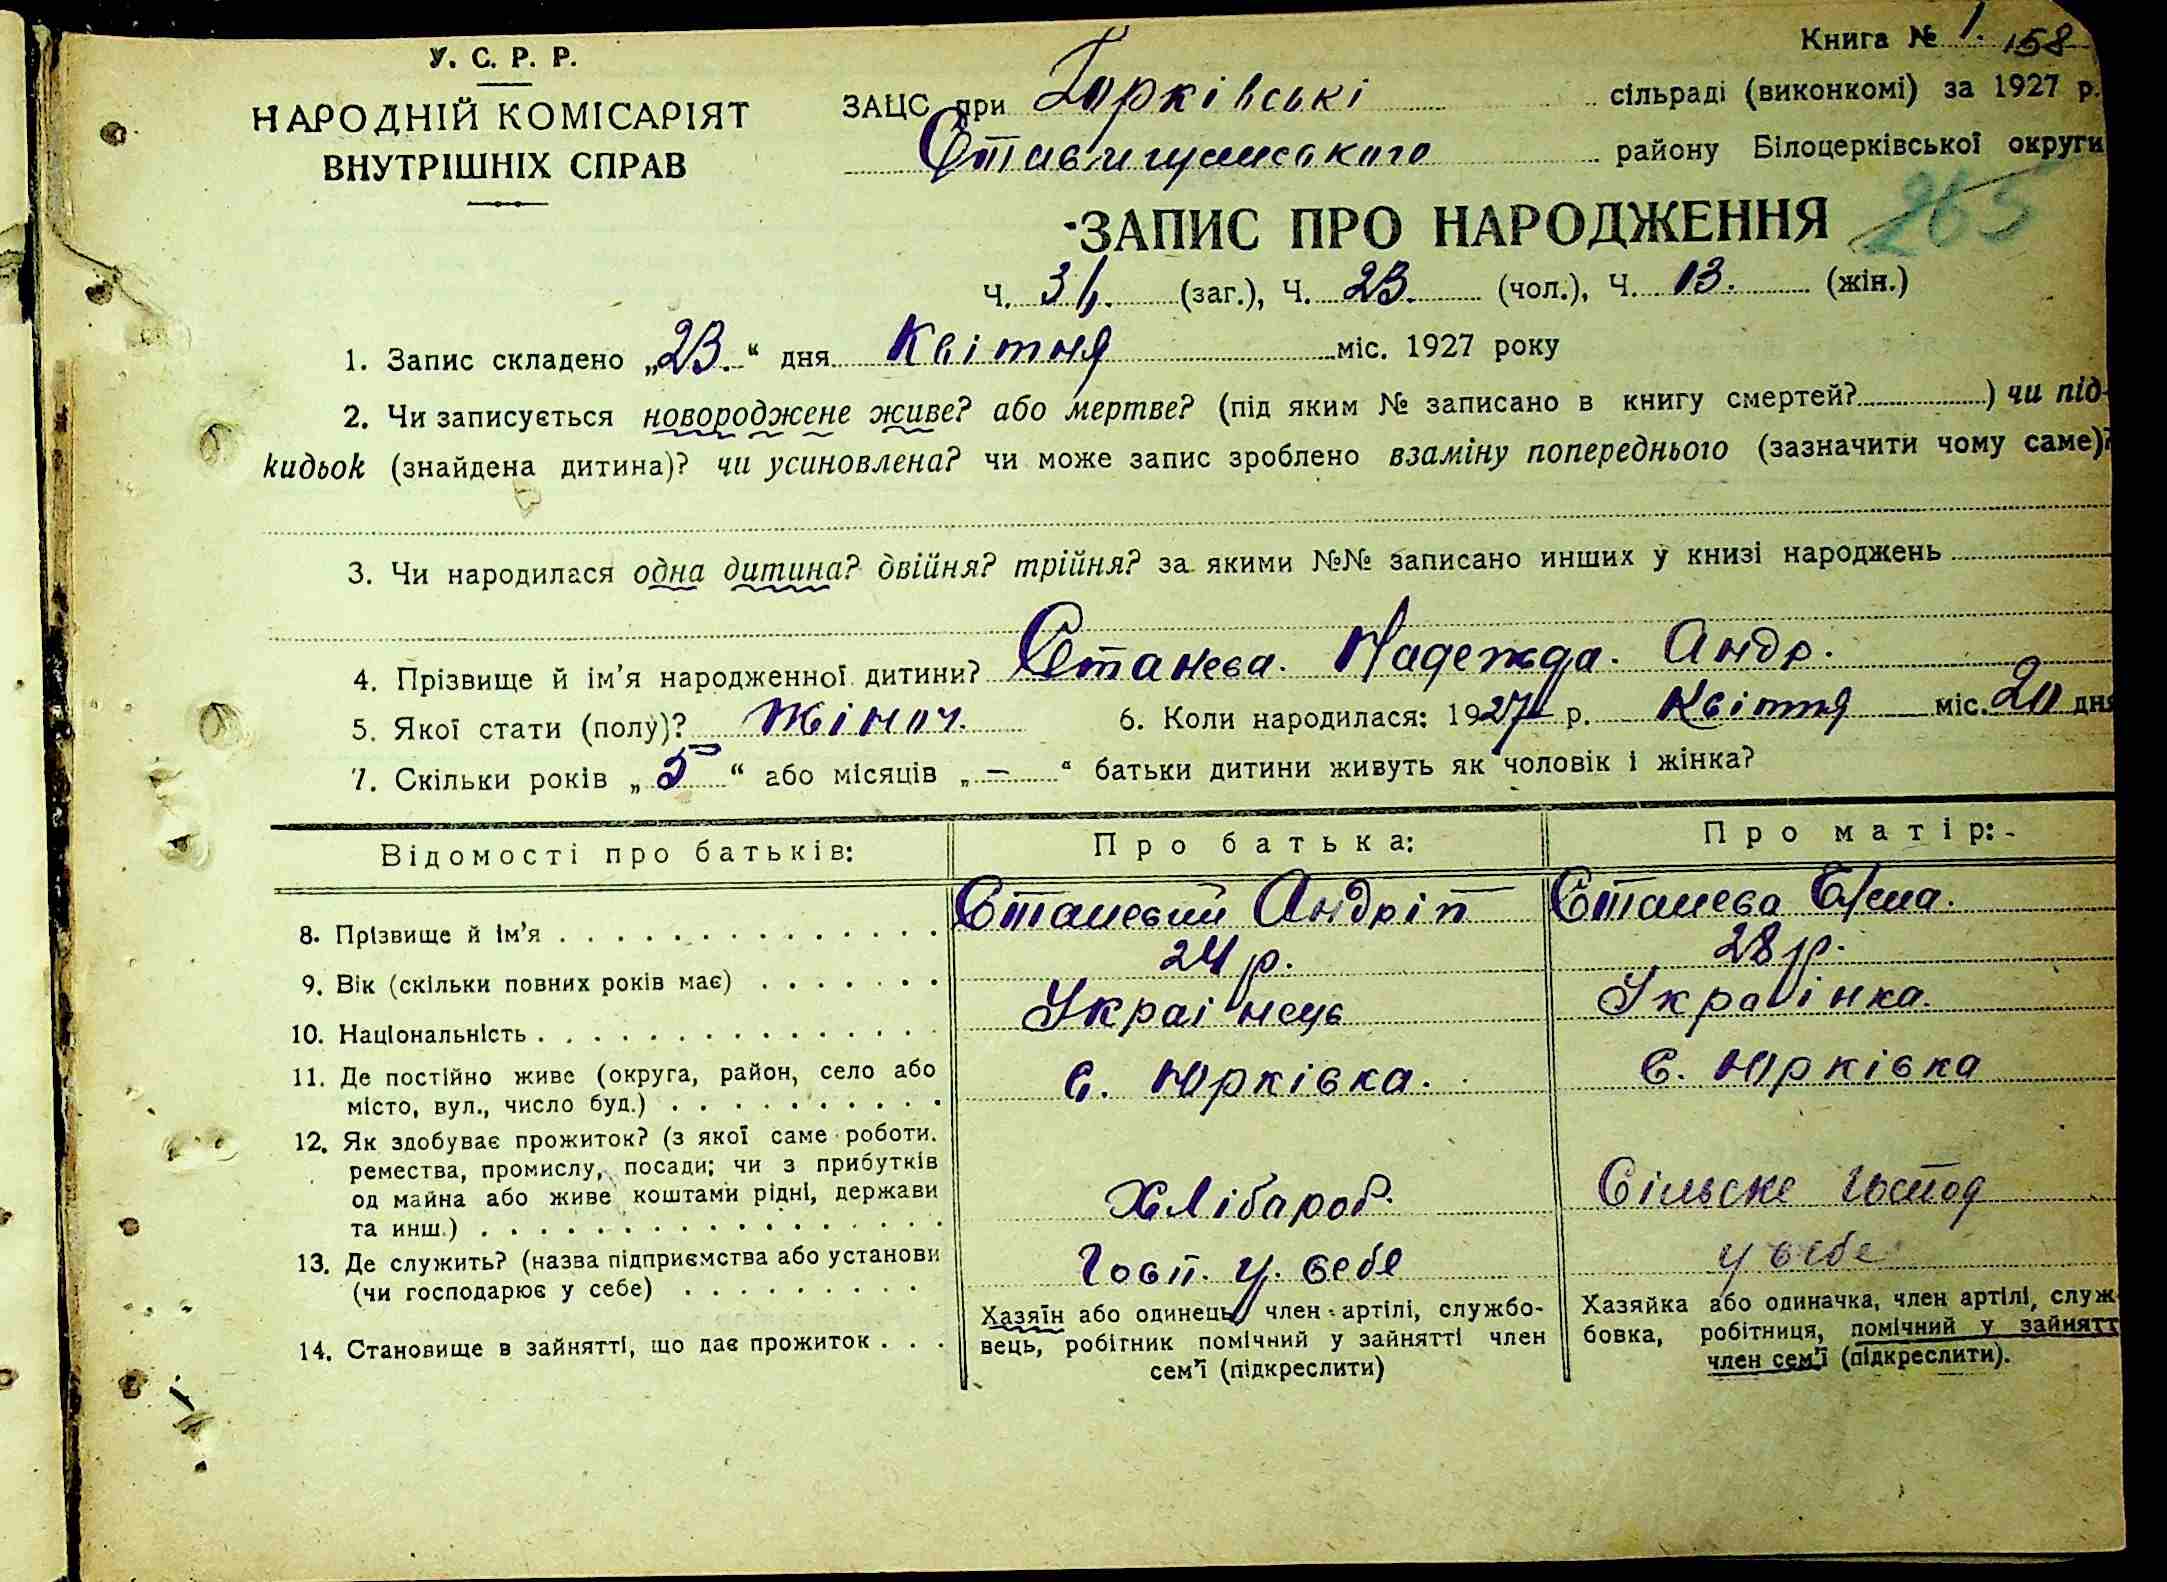 Книга № 1. 158
У. С. Р. Р.
НАРОДНІЙ КОМІСАРІЯТ
ВНУТРІШНІХ СПРАВ
ЗАЦС при Юрківські сільраді (виконкомі) за 1927 р.
району Білоцерківської округи
ЗАПИС ПРО НАРОДЖЕННЯ 265
Ч. 36. (заг.), Ч. 23. (чол.), Ч. 13. (жін.)
1. Запис складено „23.“ дня Квітня міс. 1927 року
2. Чи записується новороджене живе? або мертве? (під яким № записано в книгу смертей?) чи під-
кидьок (знайдена дитина)? чи усиновлена? чи може запис зроблено взаміну попереднього (зазначити чому саме)?
3. Чи народилася одна дитина? двійня? трійня? за якими №№ записано инших у книзі народжень
4. Прізвище й ім’я народженної дитини? Станева. Надежда. Андр.
5. Якої стати (полу)? Жіноч. 6. Коли народилася: 1927 р. Квітня міс. 20 дня
7. Скільки років „5“ або місяців „—“ батьки дитини живуть як чоловік і жінка?
Відомості про батьків: Про батька: Про матір:
8. Прізвище й ім’я Станевий Андрій Станева Елена.
9. Вік (скільки повних років має) 24 р. 28 р.
10. Національність Украінець Украінка.
11. Де постійно живе (округа, район, село або
місто, вул., число буд.) с. Юрківка. с. Юрківка
12. Як здобуває прожиток? (з якої саме роботи.
ремества, промислу, посади; чи з прибутків
од майна або живе коштами рідні, держави
та инш.) Хлібароб. Сільске господ
13. Де служить? (назва підприємства або установи
(чи господарює у себе) Госп. у. себе у себе
14. Становище в зайнятті, що дає прожиток
Хазяїн або одинець, член артілі, службо-
вець, робітник помічний у зайнятті член
сем’ї (підкреслити)
Хазяйка або одиначка, член артілі, служ-
бовка, робітниця, помічний у зайнятт
член сем’ї (підкреслити).